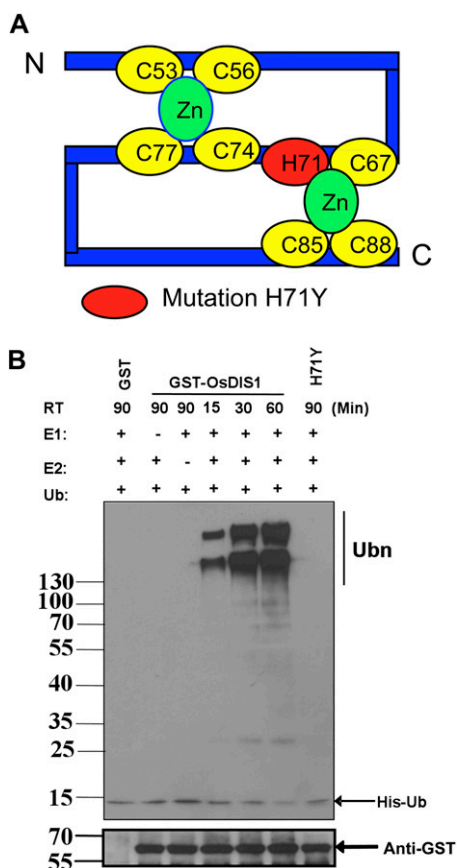 A
N
C53 C56
Zn
C77 C74 H71 C67
Zn
C85 C88
C
Mutation H71Y
B
GST
GST-OsDIS1
H71Y
RT 90 90 90 15 30 60 90 (Min)
E1: + - + + + + +
E2: + + - + + + +
Ub: + + + + + + +
Ubn
130
100
70
55
40
35
25
15
His-Ub
70
55
Anti-GST